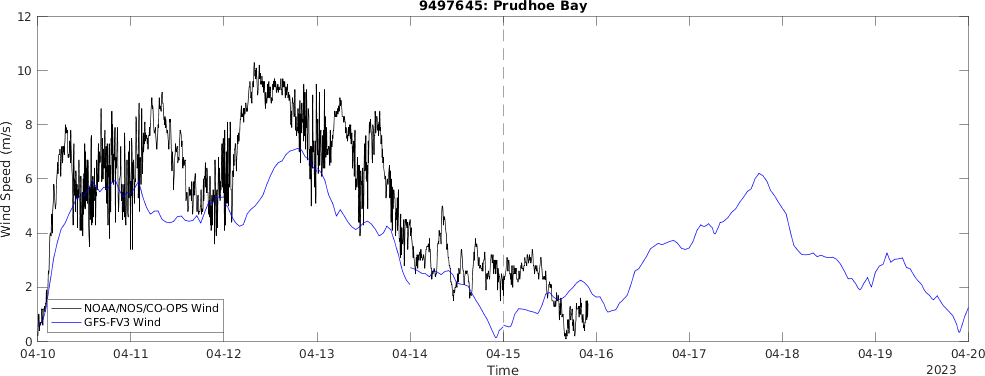 9497645: Prudhoe Bay
12
10
8
6
4
2
0
Wind Speed (m/s)
NOAA/NOS/CO-OPS Wind
GFS-FV3 Wind
04-10 04-11 04-12 04-13 04-14 04-15 04-16 04-17 04-18 04-19 04-20
Time
2023